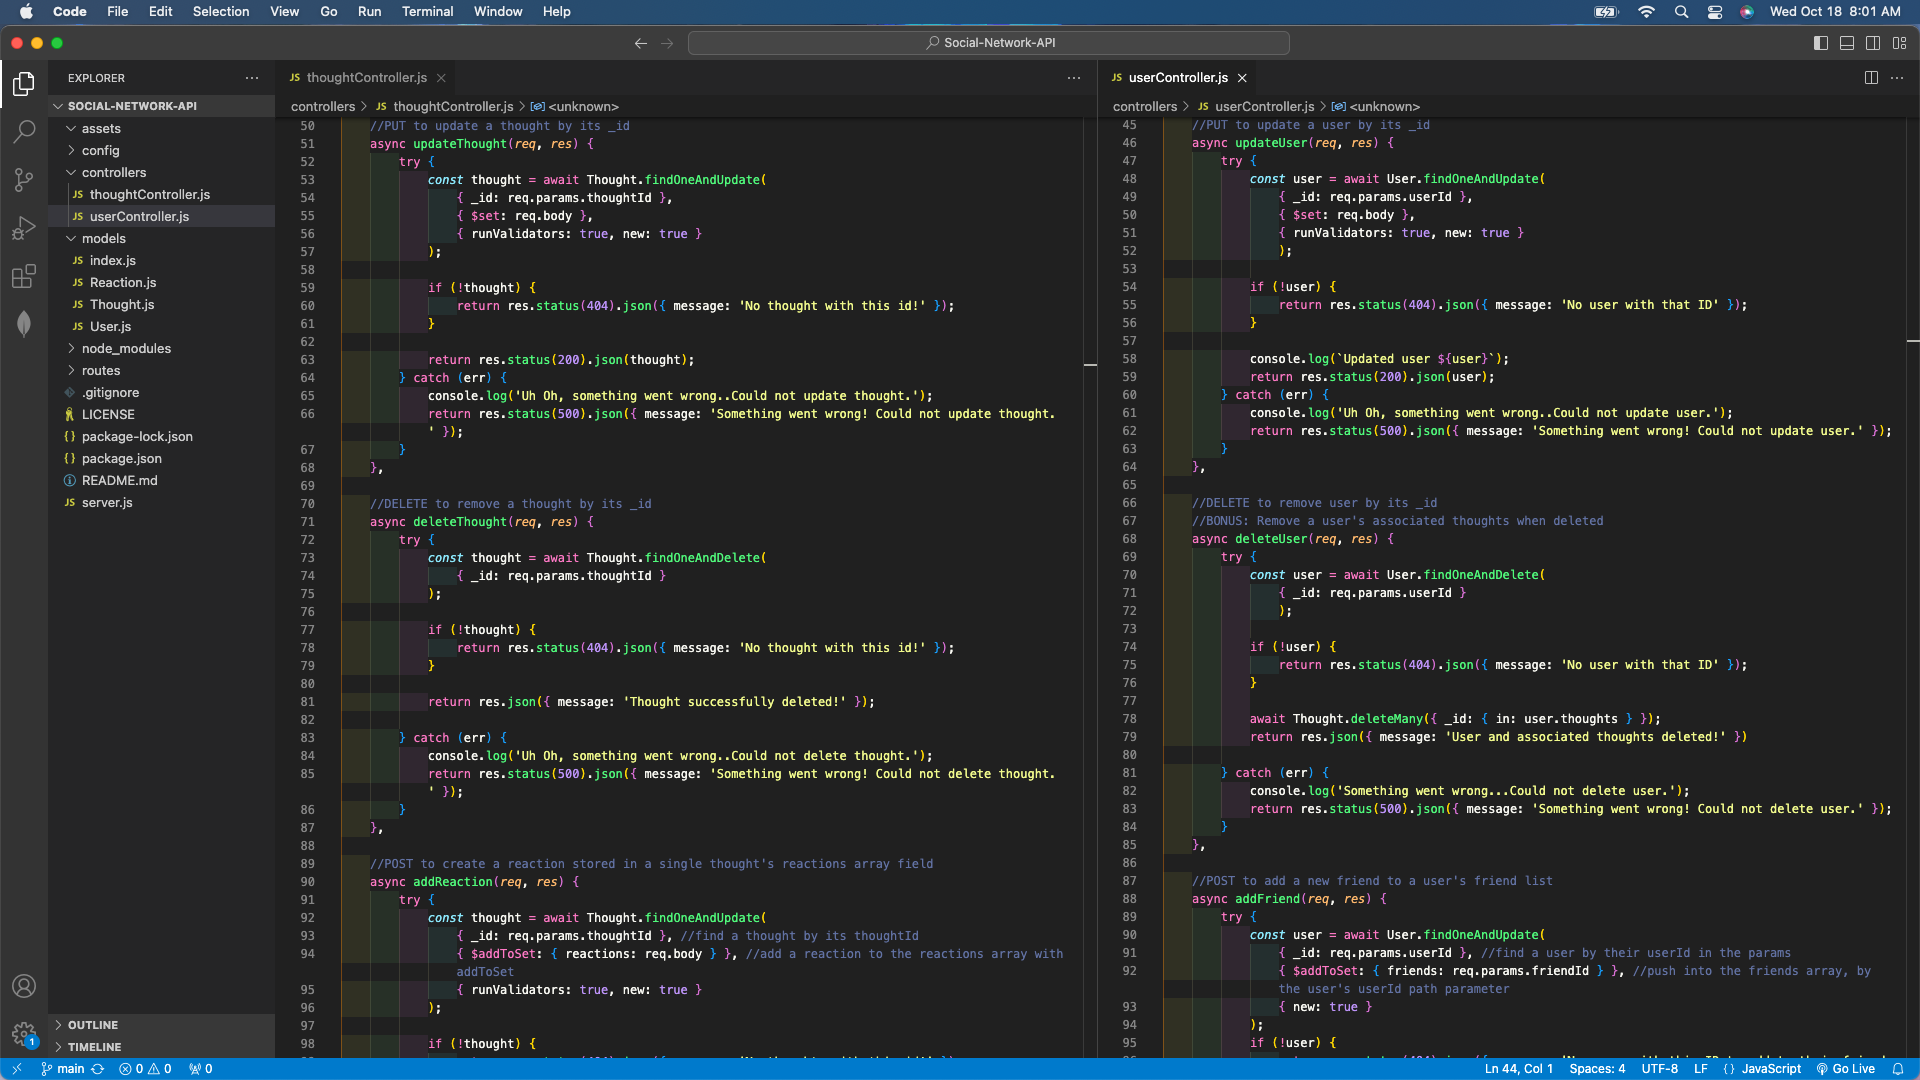 Code File Edit Selection View Go Run Terminal Window Help
Wed Oct 18 8:01 AM
Social-Network-API
EXPLORER
SOCIAL-NETWORK-API
assets
config
controllers
JS thoughtController.js
JS userController.js
models
JS index.js
JS Reaction.js
JS Thought.js
JS User.js
node_modules
routes
.gitignore
LICENSE
{} package-lock.json
{} package.json
README.md
JS server.js
OUTLINE
TIMELINE
1
JS thoughtController.js
controllers > JS thoughtController.js > <unknown>
50 //PUT to update a thought by its _id
51 async updateThought(req, res) {
52 try {
53 const thought = await Thought.findOneAndUpdate(
54 { _id: req.params.thoughtId },
55 { $set: req.body },
56 { runValidators: true, new: true }
57 );
58
59 if (!thought) {
60 return res.status(404).json({ message: 'No thought with this id!' });
61 }
62
63 return res.status(200).json(thought);
64 } catch (err) {
65 console.log('Uh Oh, something went wrong..Could not update thought.');
66 return res.status(500).json({ message: 'Something went wrong! Could not update thought.
' });
67 }
68 },
69
70 //DELETE to remove a thought by its _id
71 async deleteThought(req, res) {
72 try {
73 const thought = await Thought.findOneAndDelete(
74 { _id: req.params.thoughtId }
75 );
76
77 if (!thought) {
78 return res.status(404).json({ message: 'No thought with this id!' });
79 }
80
81 return res.json({ message: 'Thought successfully deleted!' });
82
83 } catch (err) {
84 console.log('Uh Oh, something went wrong..Could not delete thought.');
85 return res.status(500).json({ message: 'Something went wrong! Could not delete thought.
' });
86 }
87 },
88
89 //POST to create a reaction stored in a single thought's reactions array field
90 async addReaction(req, res) {
91 try {
92 const thought = await Thought.findOneAndUpdate(
93 { _id: req.params.thoughtId }, //find a thought by its thoughtId
94 { $addToSet: { reactions: req.body } }, //add a reaction to the reactions array with
addToSet
95 { runValidators: true, new: true }
96 );
97
98 if (!thought) {
JS userController.js
controllers > JS userController.js > <unknown>
45 //PUT to update a user by its _id
46 async updateUser(req, res) {
47 try {
48 const user = await User.findOneAndUpdate(
49 { _id: req.params.userId },
50 { $set: req.body },
51 { runValidators: true, new: true }
52 );
53
54 if (!user) {
55 return res.status(404).json({ message: 'No user with that ID' });
56 }
57
58 console.log(`Updated user ${user}`);
59 return res.status(200).json(user);
60 } catch (err) {
61 console.log('Uh Oh, something went wrong..Could not update user.');
62 return res.status(500).json({ message: 'Something went wrong! Could not update user.' });
63 }
64 },
65
66 //DELETE to remove user by its _id
67 //BONUS: Remove a user's associated thoughts when deleted
68 async deleteUser(req, res) {
69 try {
70 const user = await User.findOneAndDelete(
71 { _id: req.params.userId }
72 );
73
74 if (!user) {
75 return res.status(404).json({ message: 'No user with that ID' });
76 }
77
78 await Thought.deleteMany({ _id: { in: user.thoughts } });
79 return res.json({ message: 'User and associated thoughts deleted!' })
80
81 } catch (err) {
82 console.log('Something went wrong...Could not delete user.');
83 return res.status(500).json({ message: 'Something went wrong! Could not delete user.' });
84 }
85 },
86
87 //POST to add a new friend to a user's friend list
88 async addFriend(req, res) {
89 try {
90 const user = await User.findOneAndUpdate(
91 { _id: req.params.userId }, //find a user by their userId in the params
92 { $addToSet: { friends: req.params.friendId } }, //push into the friends array, by
the user's userId path parameter
93 { new: true }
94 );
95 if (!user) {
main 0 0 0
Ln 44, Col 1 Spaces: 4 UTF-8 LF {} JavaScript Go Live